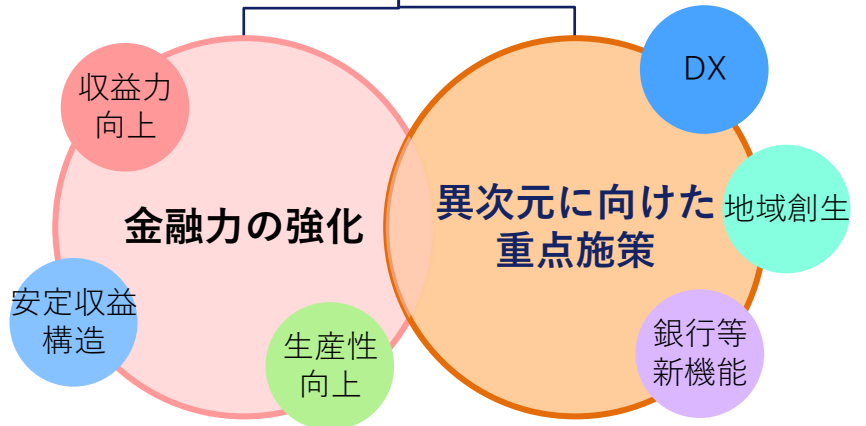 収益力
向上
金融力の強化
安定収益
構造
生産性
向上
DX
異次元に向けた
重点施策
地域創生
銀行等
新機能